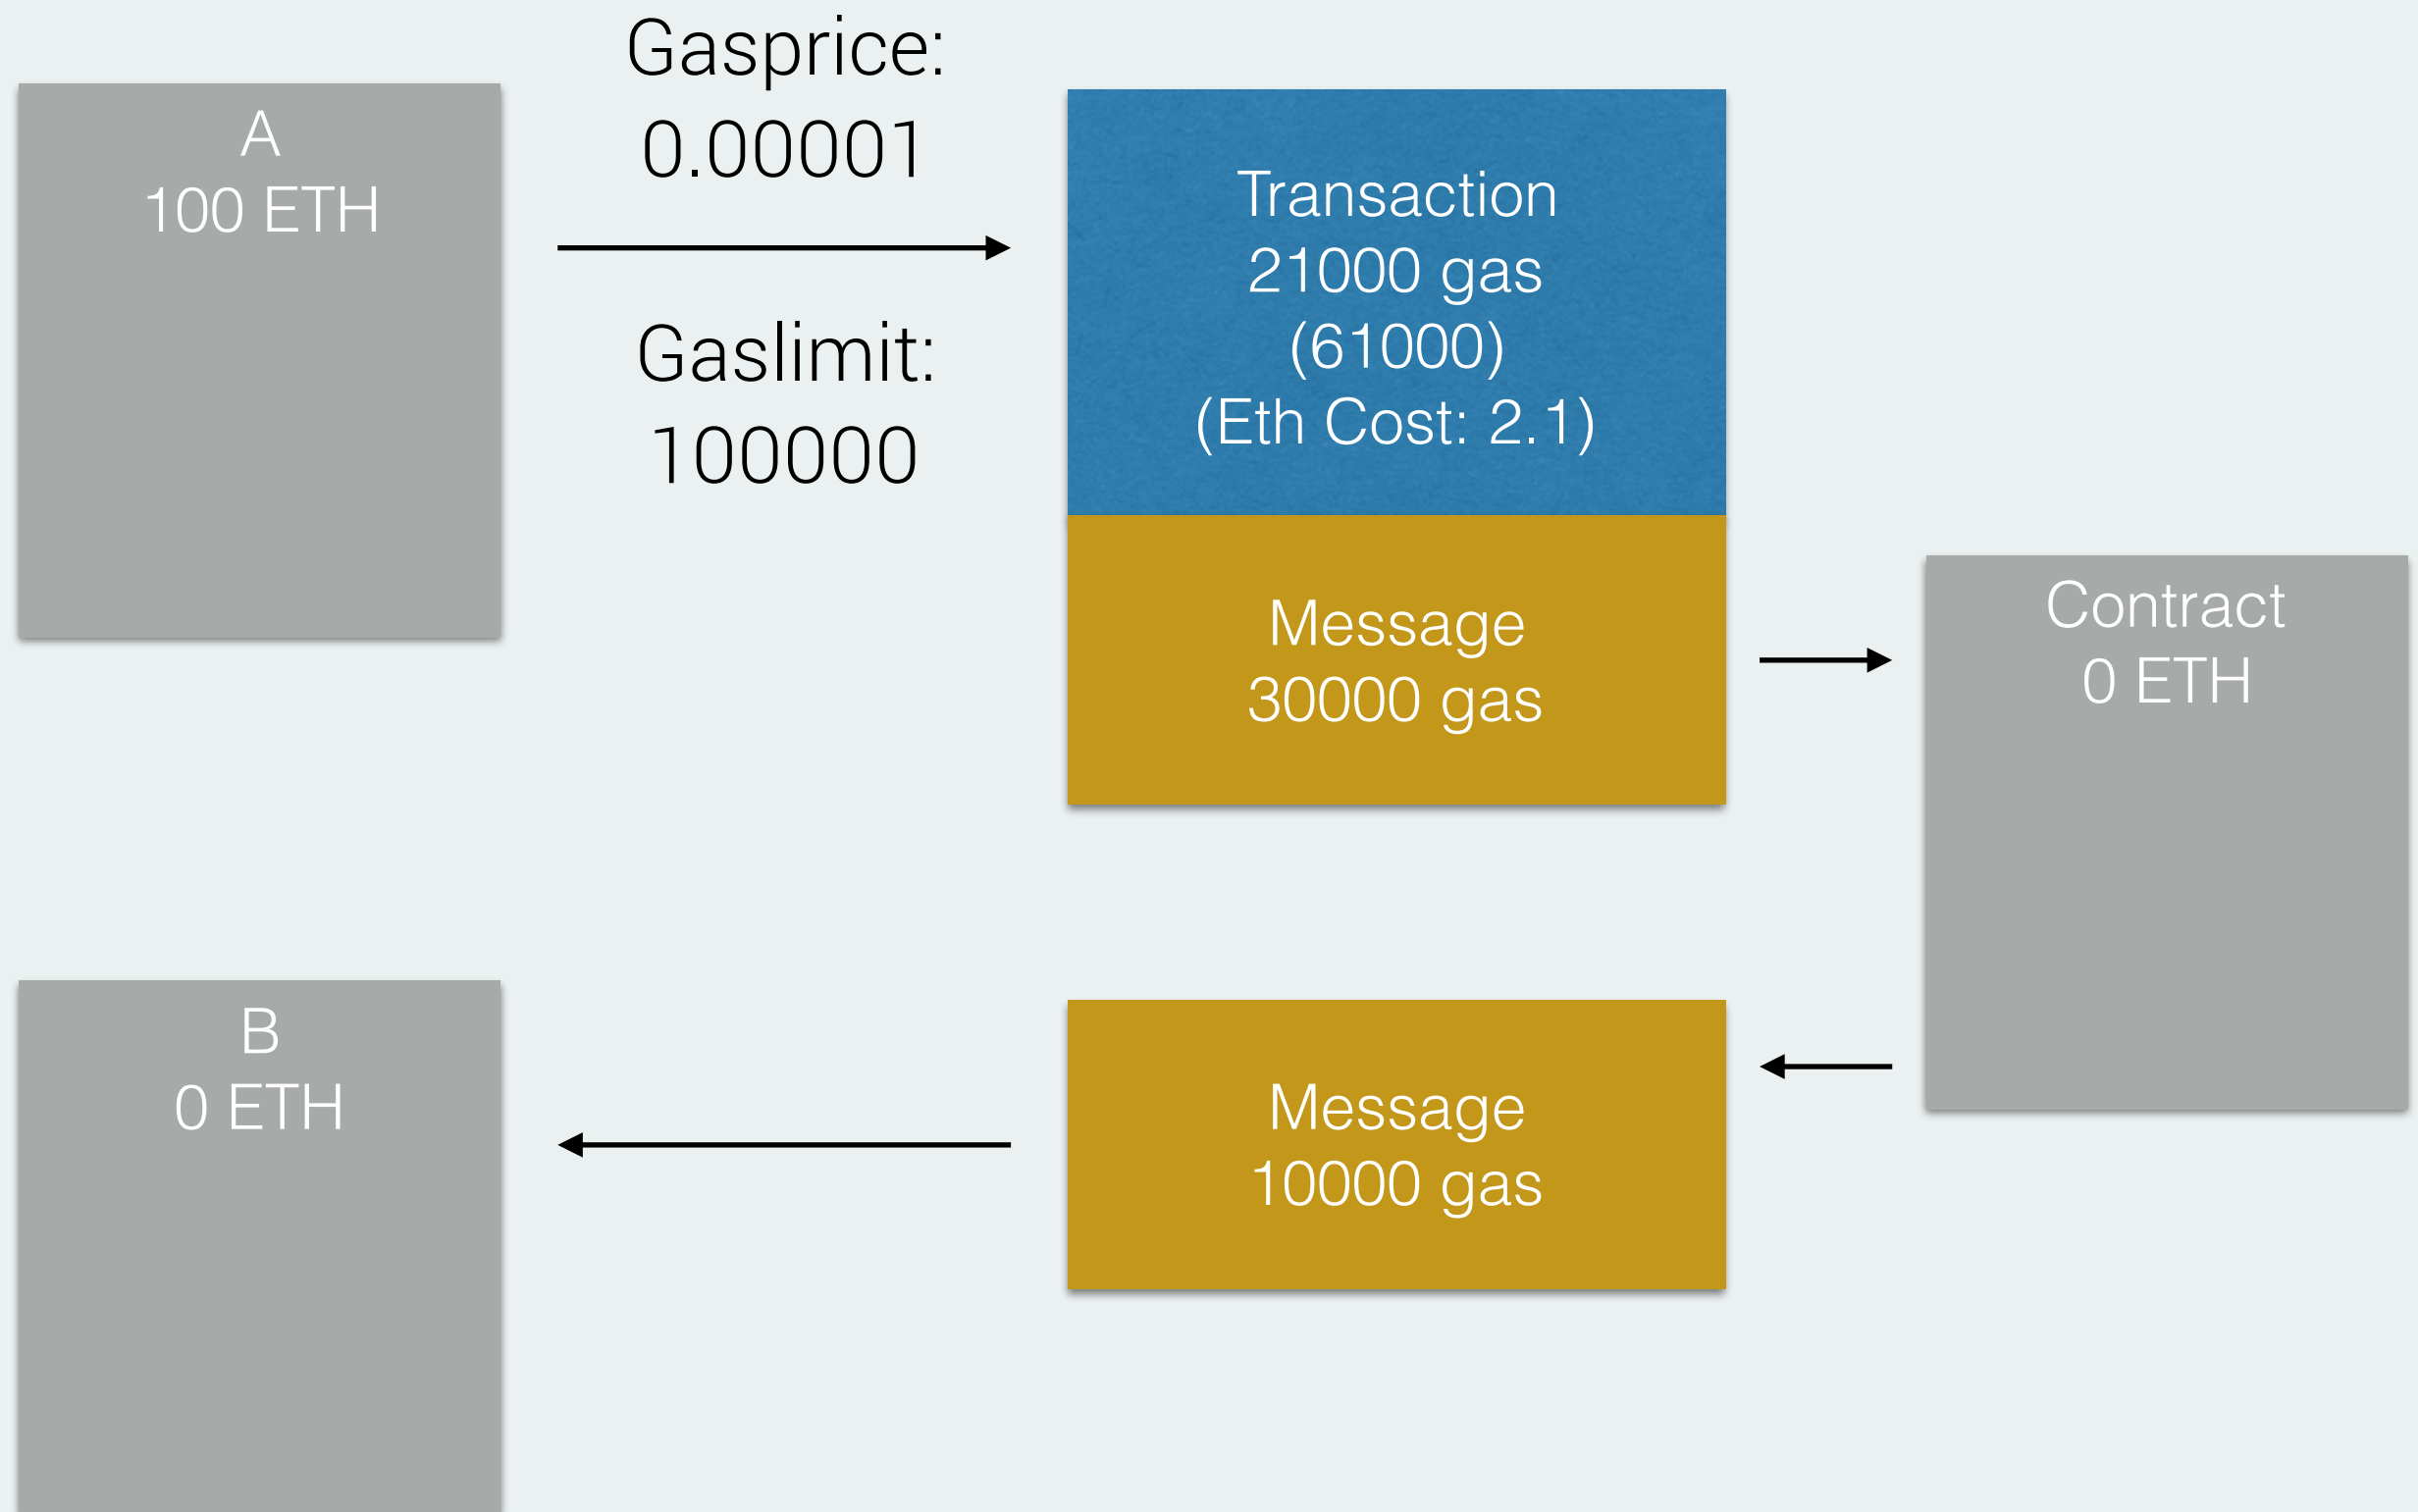 A
100 ETH
Gasprice:
0.00001
Gaslimit:
100000
Transaction
21000 gas
(61000)
(Eth Cost: 2.1)
Message
30000 gas
Contract
0 ETH
B
0 ETH
Message
10000 gas